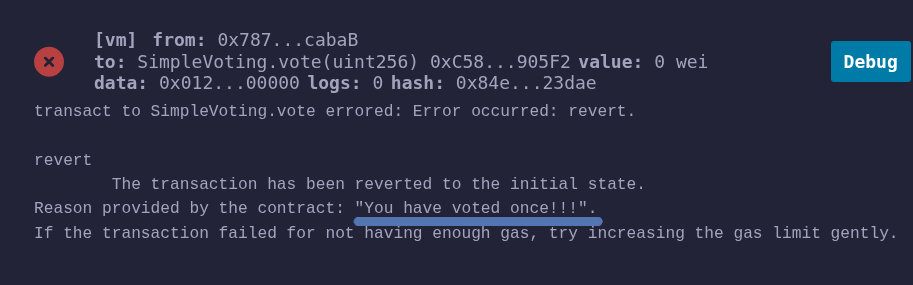 [vm] from: 0x787...cabaB
to: SimpleVoting.vote(uint256) 0xC58...905F2 value: 0 wei
data: 0x012...00000 logs: 0 hash: 0x84e...23dae
Debug
transact to SimpleVoting.vote errored: Error occurred: revert.
revert
The transaction has been reverted to the initial state.
Reason provided by the contract: "You have voted once!!!".
If the transaction failed for not having enough gas, try increasing the gas limit gently.